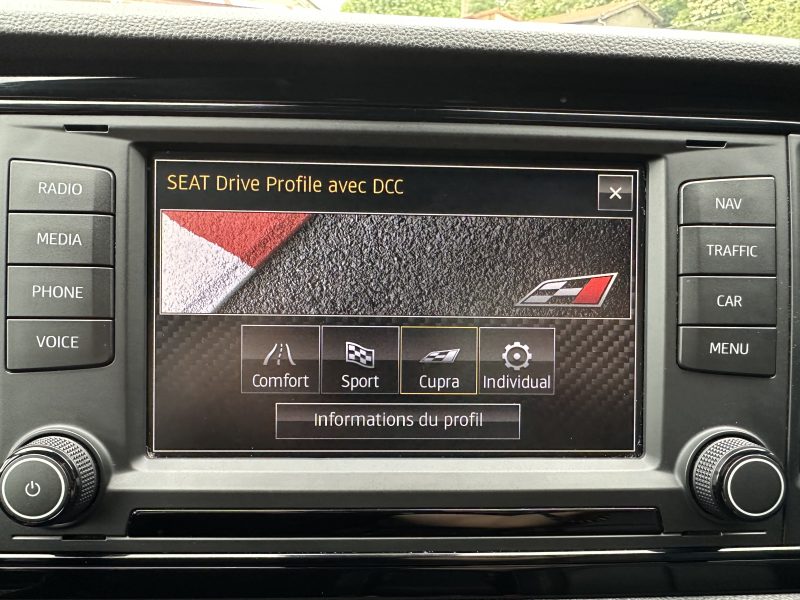 SEAT Drive Profile avec DCC
RADIO
MEDIA
PHONE
VOICE
Comfort
Sport
Cupra
Individual
Informations du profil
NAV
TRAFFIC
CAR
MENU